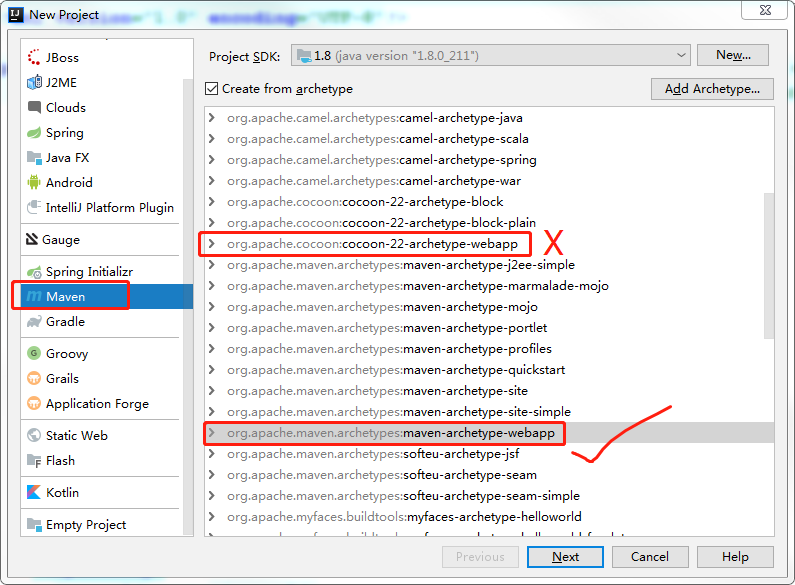 New Project
JBoss
J2ME
Clouds
Spring
Java FX
Android
IntelliJ Platform Plugin
Gauge
Spring Initializr
Maven
Gradle
Groovy
Grails
Application Forge
Static Web
Flash
Kotlin
Empty Project
Project SDK: 1.8 (java version "1.8.0_211") New...
Create from archetype Add Archetype...
org.apache.camel.archetypes:camel-archetype-java
org.apache.camel.archetypes:camel-archetype-scala
org.apache.camel.archetypes:camel-archetype-spring
org.apache.camel.archetypes:camel-archetype-war
org.apache.cocoon:cocoon-22-archetype-block
org.apache.cocoon:cocoon-22-archetype-block-plain
org.apache.cocoon:cocoon-22-archetype-webapp X
org.apache.maven.archetypes:maven-archetype-j2ee-simple
org.apache.maven.archetypes:maven-archetype-marmalade-mojo
org.apache.maven.archetypes:maven-archetype-mojo
org.apache.maven.archetypes:maven-archetype-portlet
org.apache.maven.archetypes:maven-archetype-profiles
org.apache.maven.archetypes:maven-archetype-quickstart
org.apache.maven.archetypes:maven-archetype-site
org.apache.maven.archetypes:maven-archetype-site-simple
org.apache.maven.archetypes:maven-archetype-webapp
org.apache.maven.archetypes:softeu-archetype-jsf
org.apache.maven.archetypes:softeu-archetype-seam
org.apache.maven.archetypes:softeu-archetype-seam-simple
org.apache.myfaces.buildtools:myfaces-archetype-helloworld
Previous Next Cancel Help